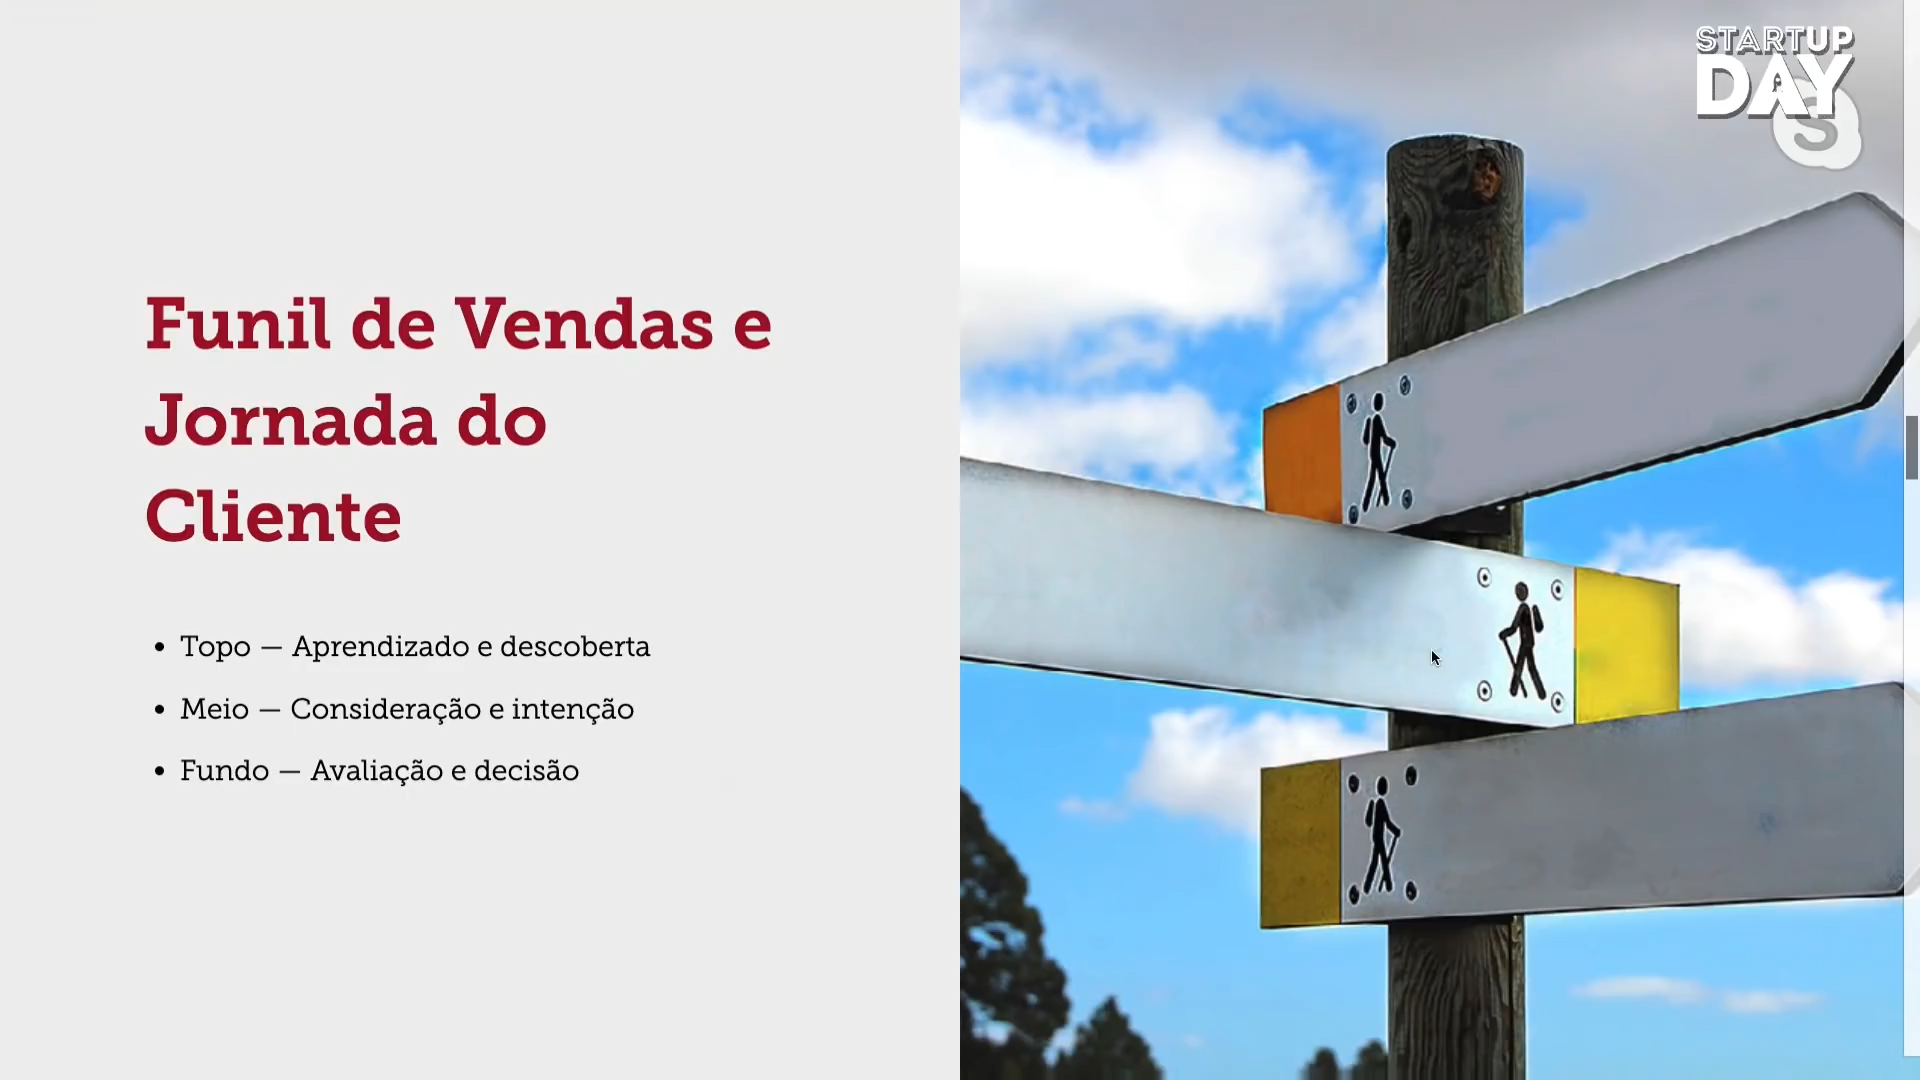 STARTUP
DAY
S
Funil de Vendas e
Jornada do
Cliente
• Topo — Aprendizado e descoberta
• Meio — Consideração e intenção
• Fundo — Avaliação e decisão